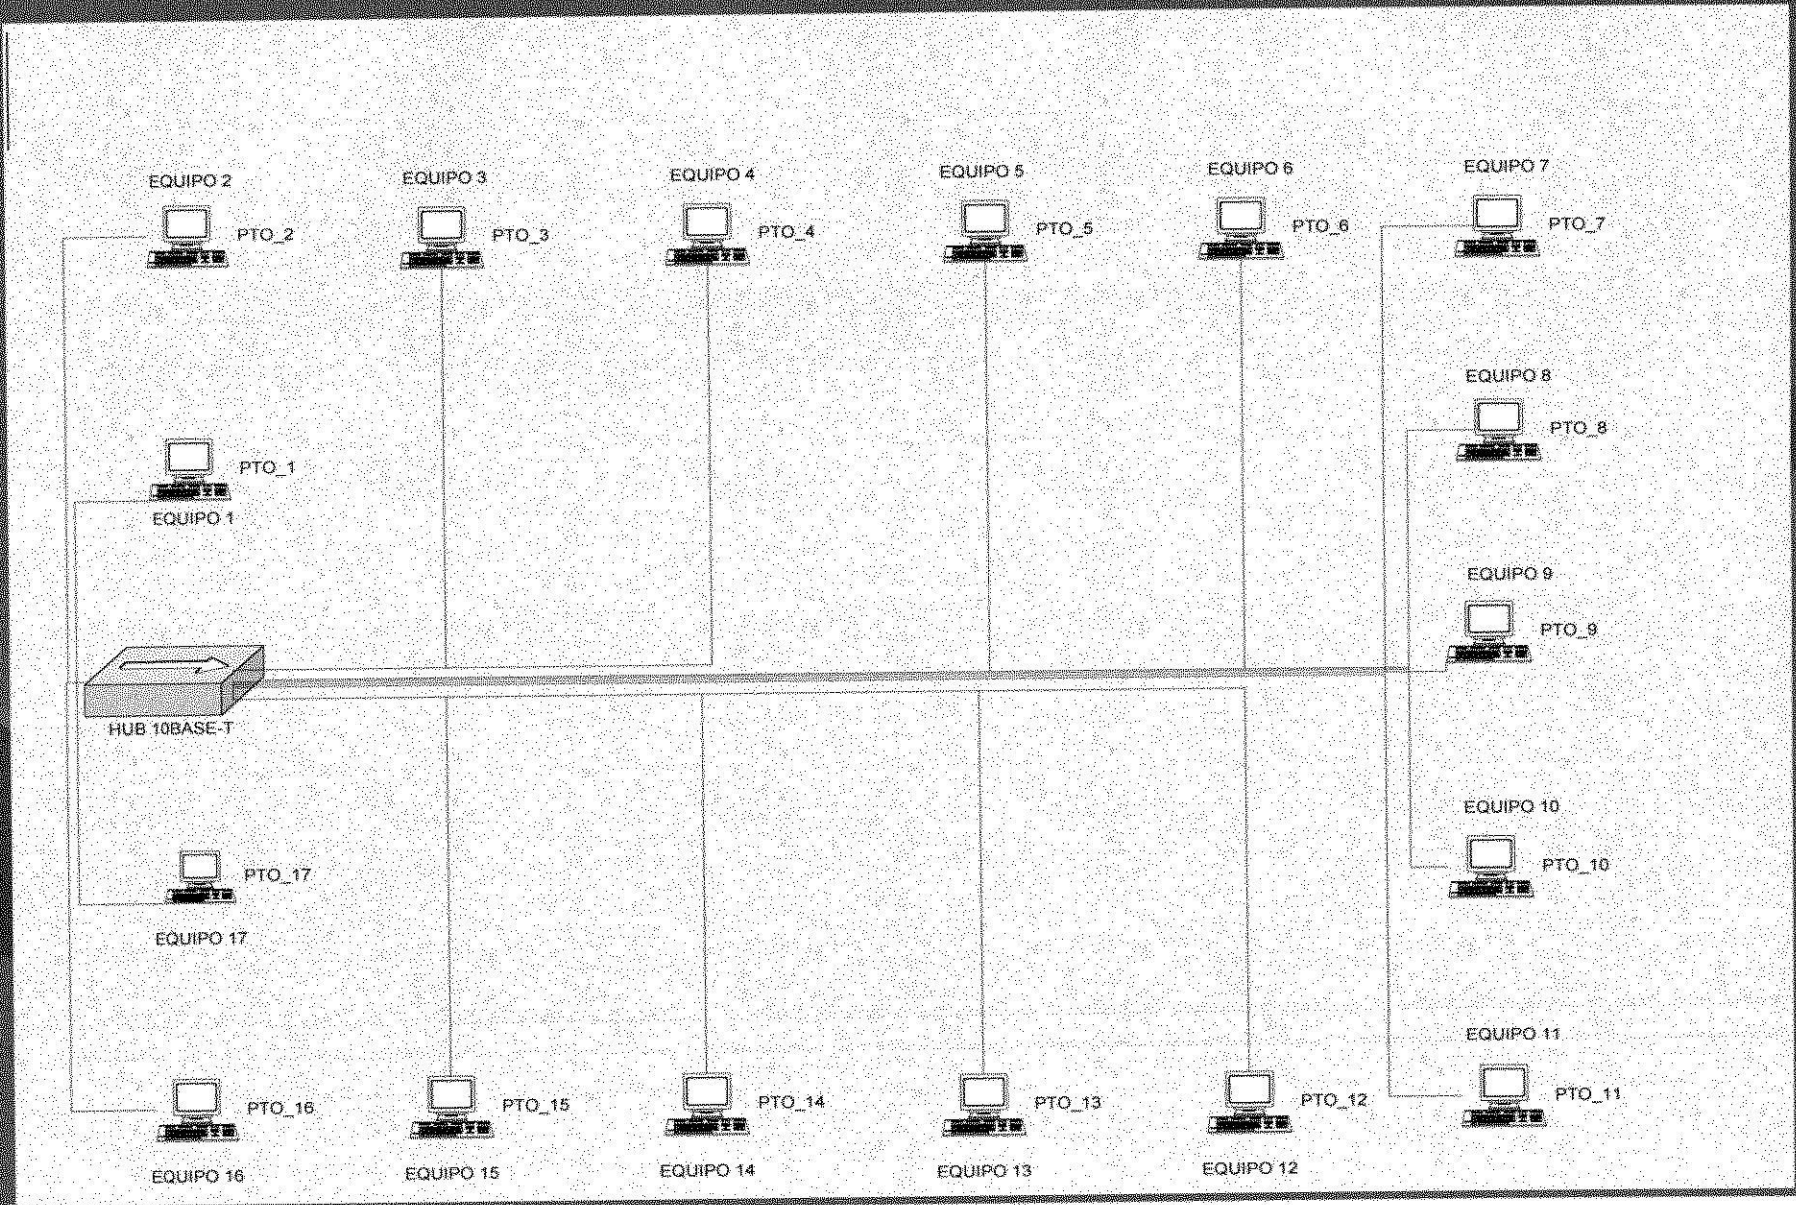 EQUIPO 2
EQUIPO 3
EQUIPO 4
EQUIPO 5
EQUIPO 6
EQUIPO 7
PTO_2
PTO_3
PTO_4
PTO_5
PTO_6
PTO_7
EQUIPO 8
PTO_8
PTO_1
EQUIPO 1
EQUIPO 9
PTO_9
HUB 10BASE-T
EQUIPO 10
PTO_10
PTO_17
EQUIPO 17
EQUIPO 11
PTO_16
PTO_15
PTO_14
PTO_13
PTO_12
PTO_11
EQUIPO 16
EQUIPO 15
EQUIPO 14
EQUIPO 13
EQUIPO 12